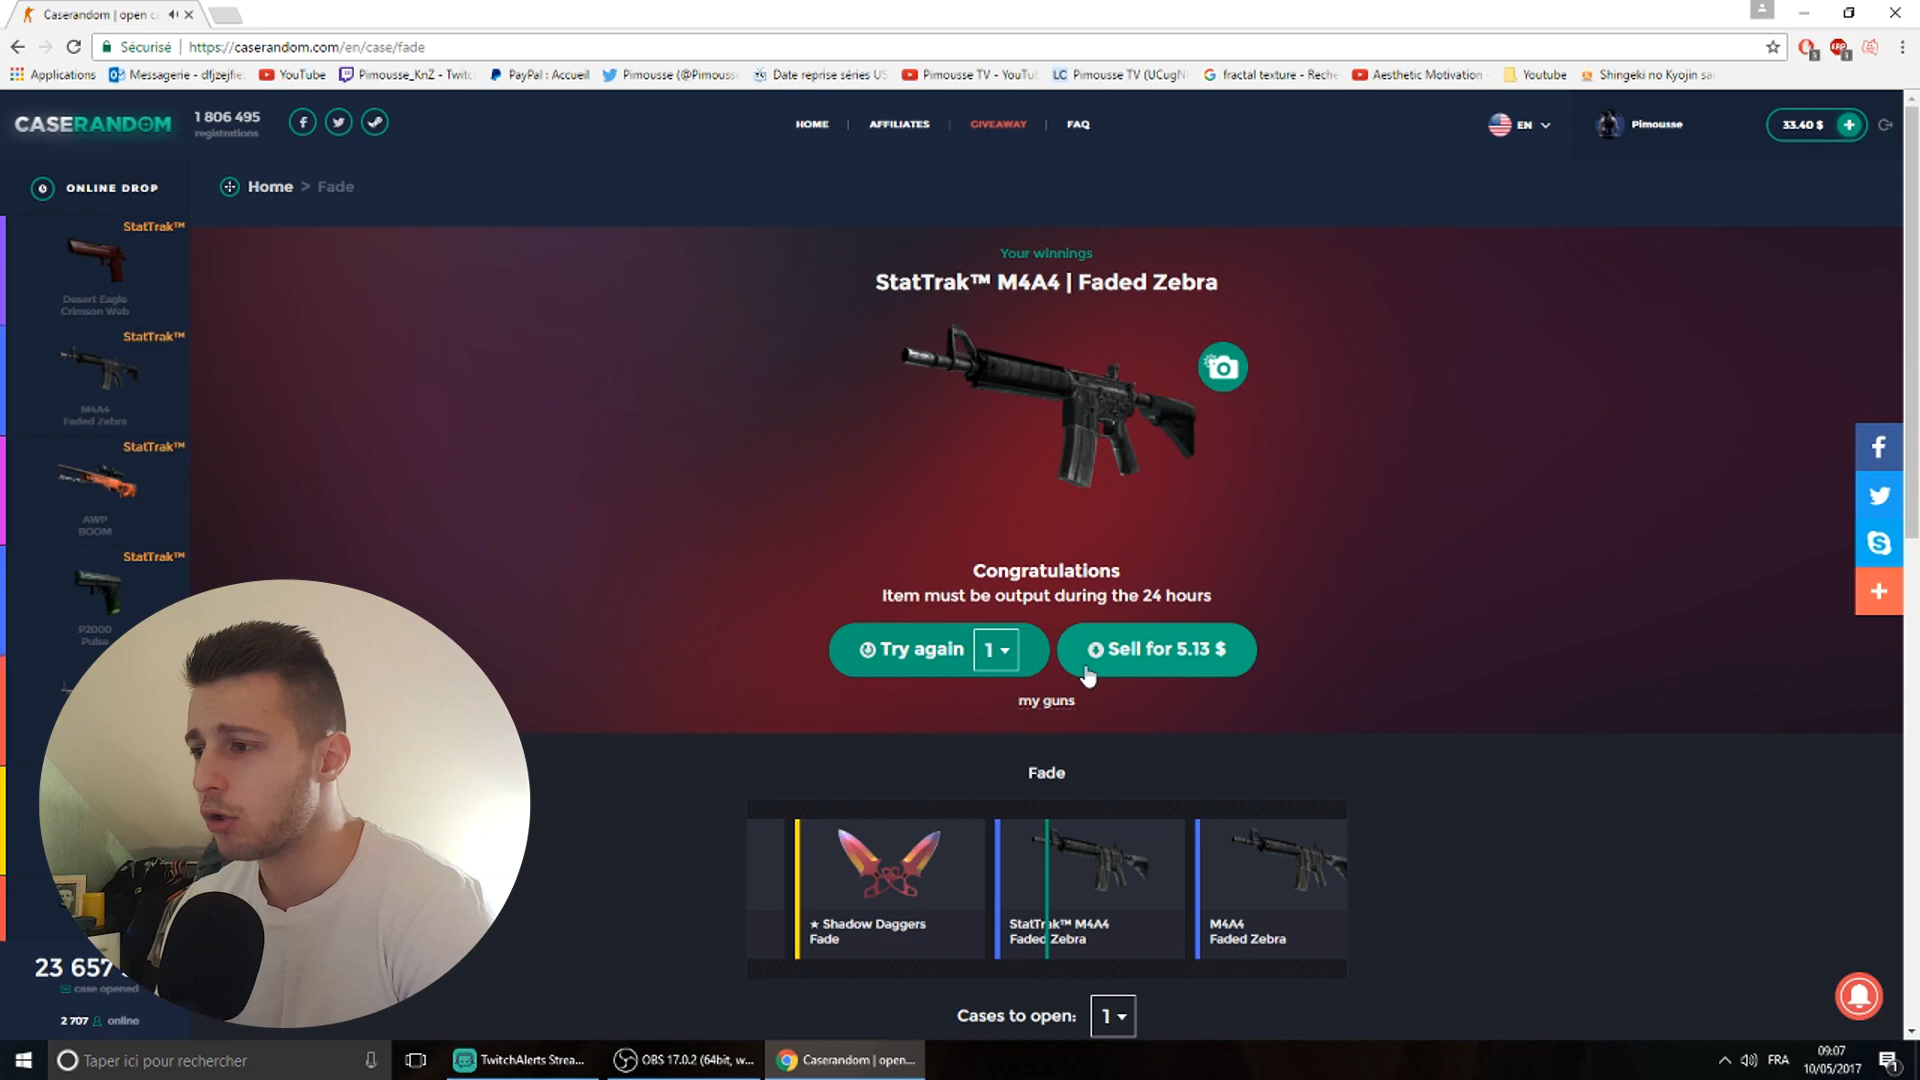 Caserandom | open c
Sécurisé | https://caserandom.com/en/case/fade
Applications
Messagerie - dfjzejfie
YouTube
Pimousse_KnZ - Twitc
PayPal : Accueil
Pimousse (@Pimouss
Date reprise séries US
Pimousse TV - YouTu
LC Pimousse TV (UCugN
fractal texture - Reche
Aesthetic Motivation -
Youtube
Shingeki no Kyojin sai
CASERANDOM
1 806 495
registrations
HOME | AFFILIATES | GIVEAWAY | FAQ
EN
Pimousse
33.40 $
ONLINE DROP
Home > Fade
StatTrak™
Desert Eagle
Crimson Web
StatTrak™
M4A4
Faded Zebra
StatTrak™
AWP
BOOM
StatTrak™
P2000
Pulse
Your winnings
StatTrak™ M4A4 | Faded Zebra
Congratulations
Item must be output during the 24 hours
Try again 1
Sell for 5.13 $
my guns
Fade
★ Shadow Daggers
Fade
StatTrak™ M4A4
Faded Zebra
M4A4
Faded Zebra
Cases to open: 1
23 657
case opened
2 707 online
Taper ici pour rechercher
TwitchAlerts Strea...
OBS 17.0.2 (64bit, w...
Caserandom | open...
FRA
09:07
10/05/2017